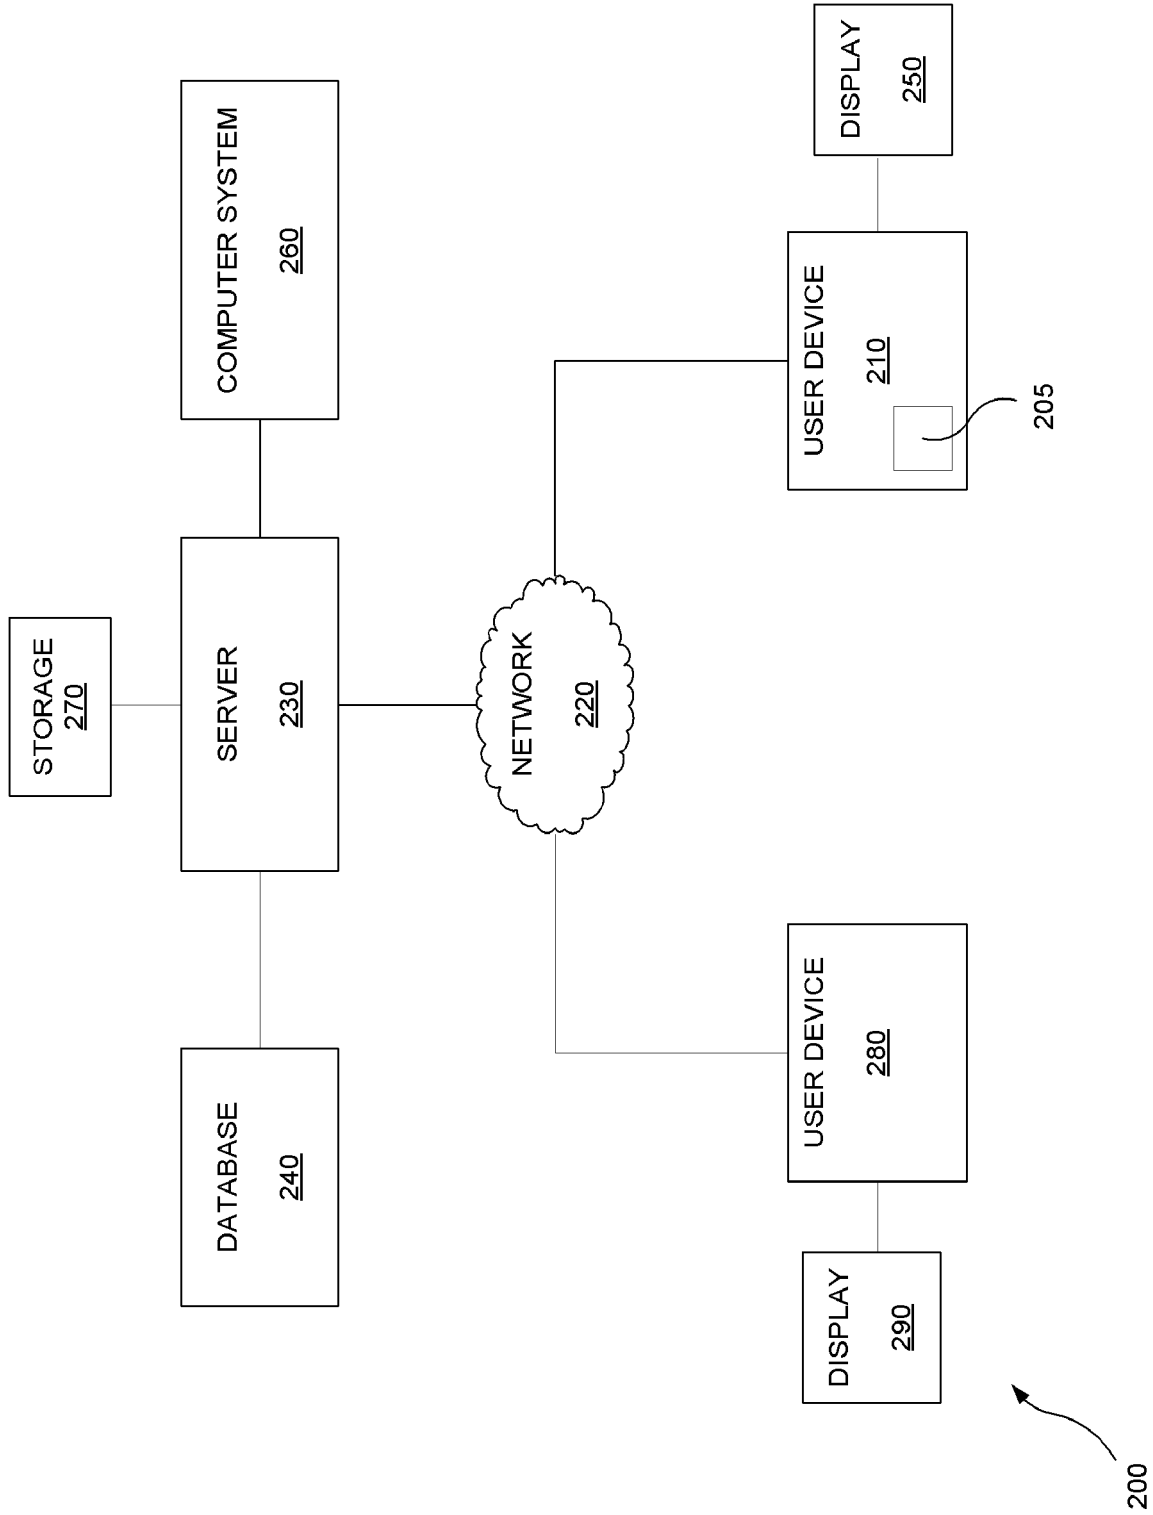 STORAGE
270
DATABASE
240
SERVER
230
COMPUTER SYSTEM
260
NETWORK
220
DISPLAY
290
USER DEVICE
280
USER DEVICE
210
DISPLAY
250
205
200